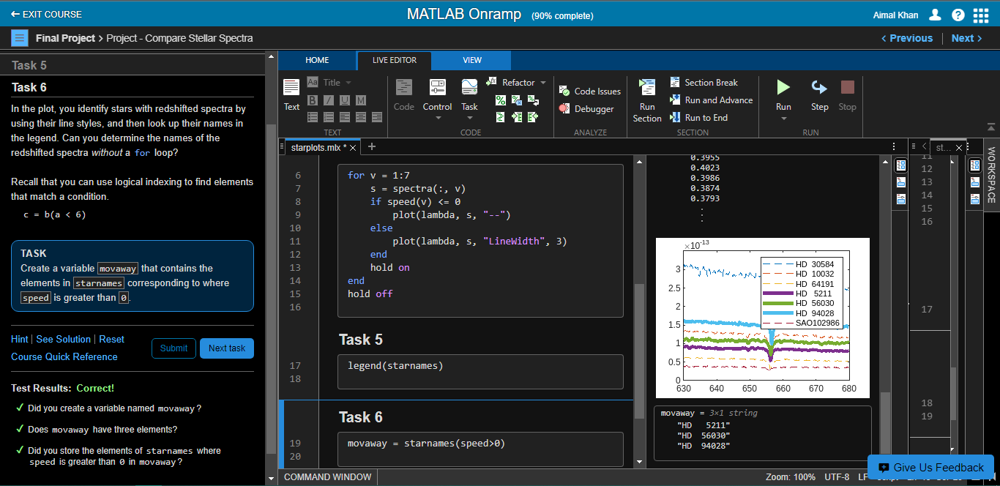 ← EXIT COURSE
MATLAB Onramp (90% complete)
Aimal Khan
Final Project > Project - Compare Stellar Spectra
< Previous | Next >
Task 5
Task 6
In the plot, you identify stars with redshifted spectra by
using their line styles, and then look up their names in
the legend. Can you determine the names of the
redshifted spectra without a for loop?
Recall that you can use logical indexing to find elements
that match a condition.
c = b(a < 6)
TASK
Create a variable movaway that contains the
elements in starnames corresponding to where
speed is greater than 0.
Hint | See Solution | Reset
Course Quick Reference
Submit
Next task
Test Results: Correct!
✓ Did you create a variable named movaway?
✓ Does movaway have three elements?
✓ Did you store the elements of starnames where
speed is greater than 0 in movaway?
HOME
LIVE EDITOR
VIEW
Text
Aa Title
B I U M
TEXT
Code
Control
Task
Refactor
CODE
Code Issues
Debugger
ANALYZE
Run
Section
Section Break
Run and Advance
Run to End
SECTION
Run
Step
Stop
RUN
starplots.mlx *
st...
WORKSPACE
6 for v = 1:7
7 s = spectra(:, v)
8 if speed(v) <= 0
9 plot(lambda, s, "--")
10 else
11 plot(lambda, s, "LineWidth", 3)
12 end
13 hold on
14 end
15 hold off
16
Task 5
17 legend(starnames)
18
Task 6
19 movaway = starnames(speed>0)
20
0.3955
0.4023
0.3986
0.3874
0.3793
×10-13
3
2.5
2
1.5
1
0.5
0
630 640 650 660 670 680
HD 30584
HD 10032
HD 64191
HD 5211
HD 56030
HD 94028
SAO102986
movaway = 3×1 string
"HD 5211"
"HD 56030"
"HD 94028"
11
12
13
14
15
16
17
18
19
COMMAND WINDOW
Zoom: 100% UTF-8 LF
Give Us Feedback